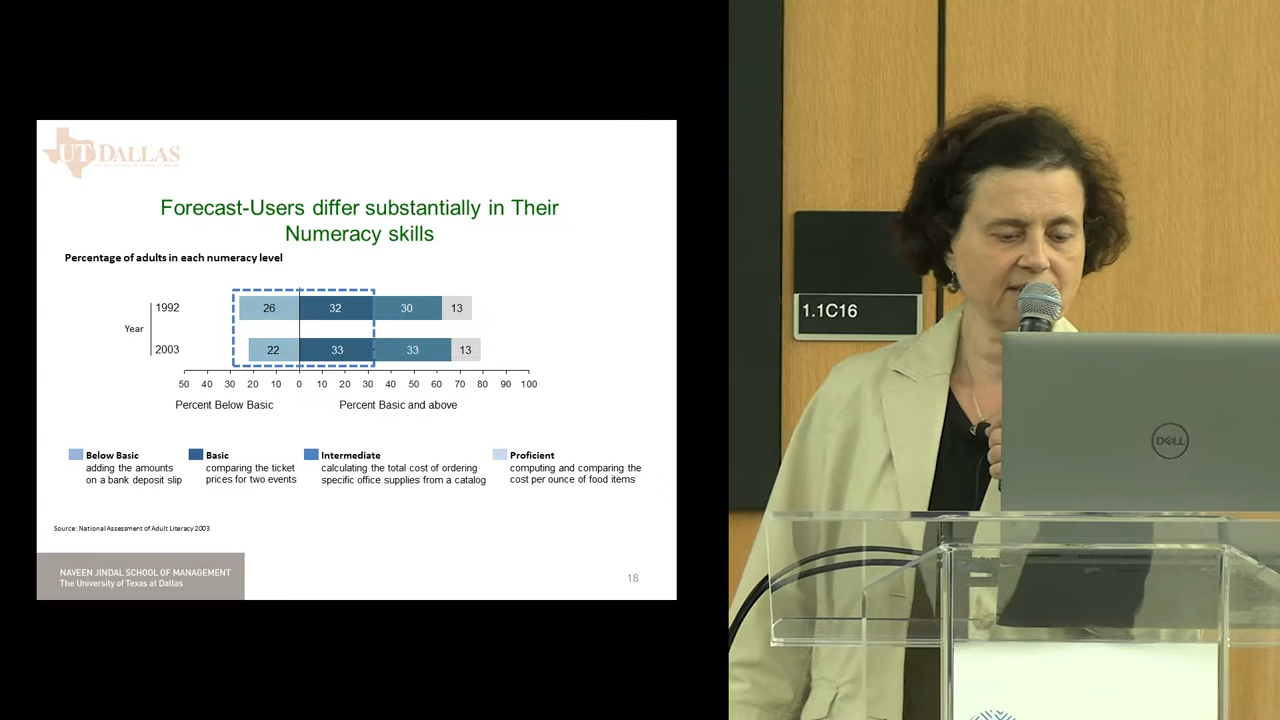 UT DALLAS
Forecast-Users differ substantially in Their
Numeracy skills
Percentage of adults in each numeracy level
1992 26 32 30 13
Year
2003 22 33 33 13
50 40 30 20 10 0 10 20 30 40 50 60 70 80 90 100
Percent Below Basic Percent Basic and above
Below Basic
adding the amounts
on a bank deposit slip
Basic
comparing the ticket
prices for two events
Intermediate
calculating the total cost of ordering
specific office supplies from a catalog
Proficient
computing and comparing the
cost per ounce of food items
Source: National Assessment of Adult Literacy 2003
NAVEEN JINDAL SCHOOL OF MANAGEMENT
The University of Texas at Dallas
18
1.1C16
DELL